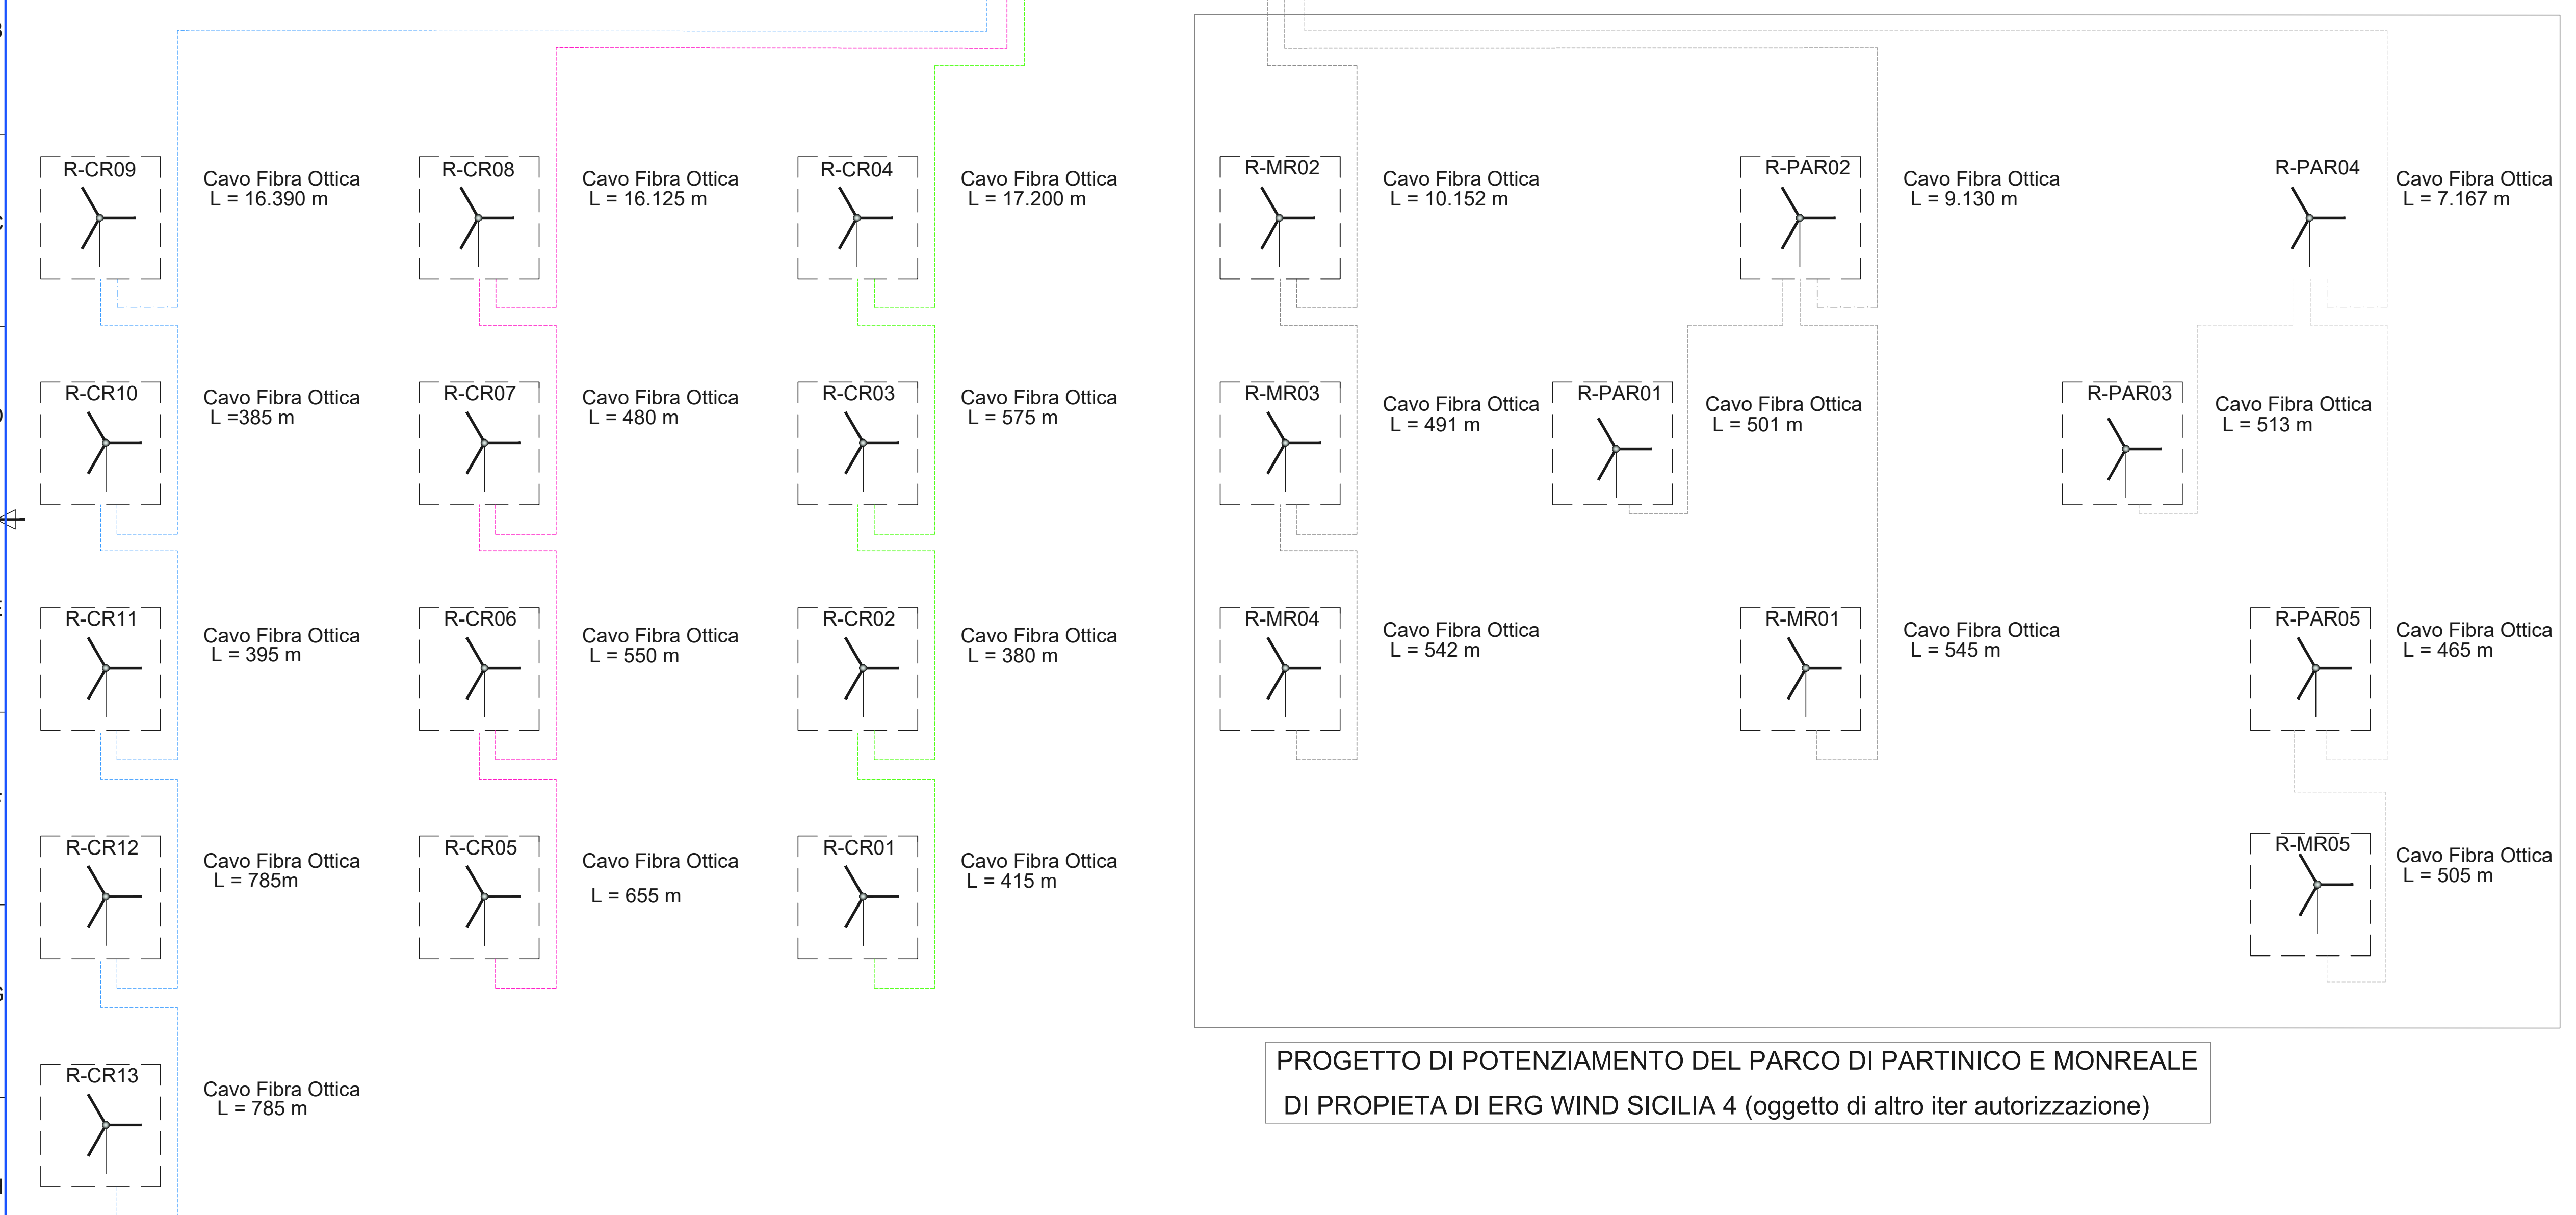 R-CR09
Cavo Fibra Ottica
L = 16.390 m
R-CR08
Cavo Fibra Ottica
L = 16.125 m
R-CR04
Cavo Fibra Ottica
L = 17.200 m
R-MR02
Cavo Fibra Ottica
L = 10.152 m
R-PAR02
Cavo Fibra Ottica
L = 9.130 m
R-PAR04
Cavo Fibra Ottica
L = 7.167 m
R-CR10
Cavo Fibra Ottica
L =385 m
R-CR07
Cavo Fibra Ottica
L = 480 m
R-CR03
Cavo Fibra Ottica
L = 575 m
R-MR03
Cavo Fibra Ottica
L = 491 m
R-PAR01
Cavo Fibra Ottica
L = 501 m
R-PAR03
Cavo Fibra Ottica
L = 513 m
R-CR11
Cavo Fibra Ottica
L = 395 m
R-CR06
Cavo Fibra Ottica
L = 550 m
R-CR02
Cavo Fibra Ottica
L = 380 m
R-MR04
Cavo Fibra Ottica
L = 542 m
R-MR01
Cavo Fibra Ottica
L = 545 m
R-PAR05
Cavo Fibra Ottica
L = 465 m
R-CR12
Cavo Fibra Ottica
L = 785m
R-CR05
Cavo Fibra Ottica
L = 655 m
R-CR01
Cavo Fibra Ottica
L = 415 m
R-MR05
Cavo Fibra Ottica
L = 505 m
R-CR13
Cavo Fibra Ottica
L = 785 m
PROGETTO DI POTENZIAMENTO DEL PARCO DI PARTINICO E MONREALE
DI PROPIETA DI ERG WIND SICILIA 4 (oggetto di altro iter autorizzazione)